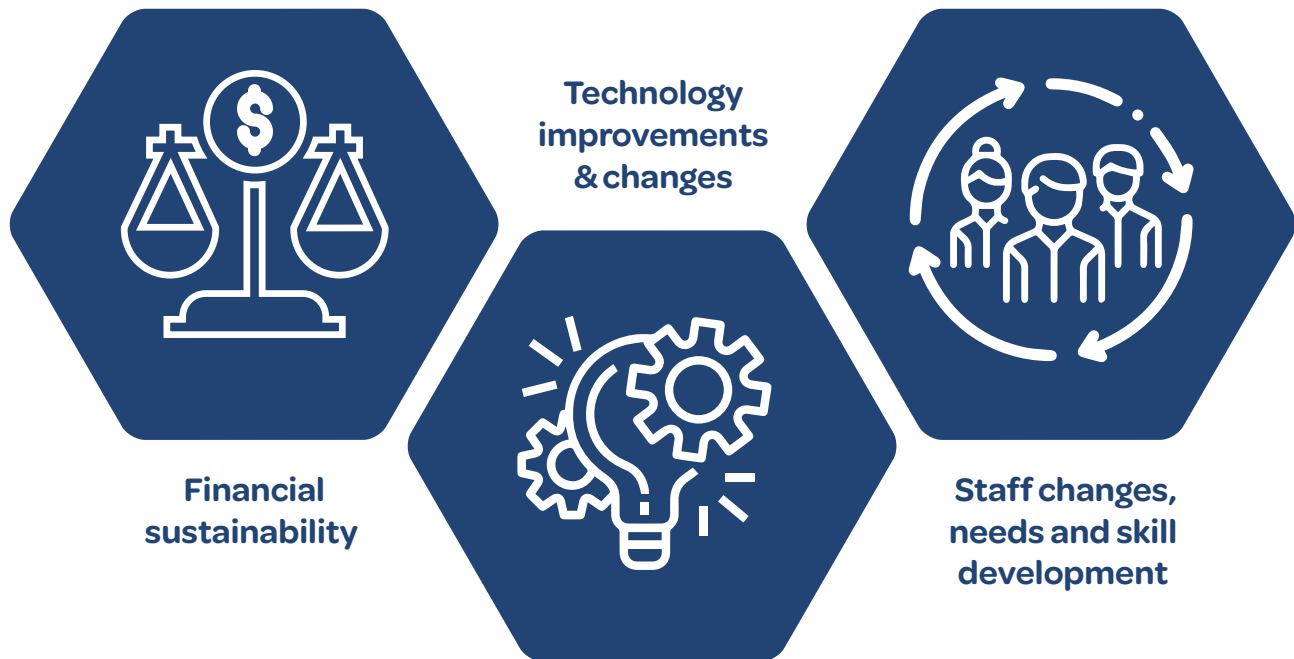 Technology
improvements
& changes
$
Financial
sustainability
Staff changes,
needs and skill
development